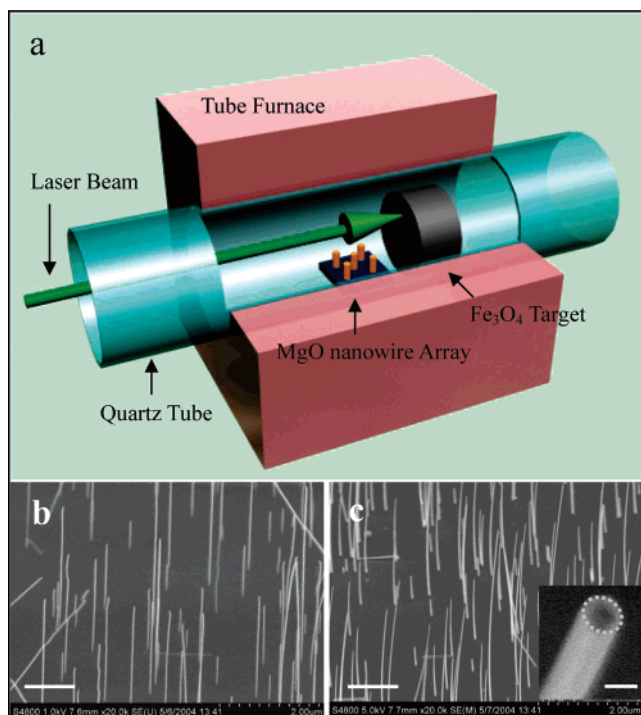 a
Tube Furnace
Laser Beam
Fe₃O₄ Target
MgO nanowire Array
Quartz Tube
b
c
S4800 1.0kV 7.6mm x20.0k SE(U) 5/6/2004 13:41 2.00um
S4800 5.0kV 7.7mm x20.0k SE(M) 5/7/2004 13:41 2.00um